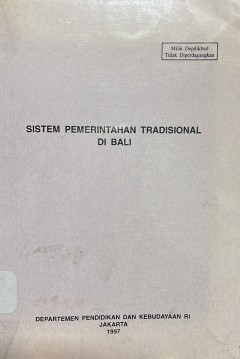 Milik Depdikbud
Tidak Diperdagangkan
SISTEM PEMERINTAHAN TRADISIONAL
DI BALI
DEPARTEMEN PENDIDIKAN DAN KEBUDAYAAN RI
JAKARTA
1997